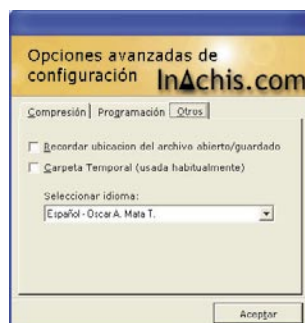 Opciones avanzadas de
configuración InAchis.com
Compresión Programación Otros
Recordar ubicacion del archivo abierto/guardado
Carpeta Temporal (usada habitualmente)
Seleccionar idioma:
Español - Oscar A. Mata T.
Aceptar